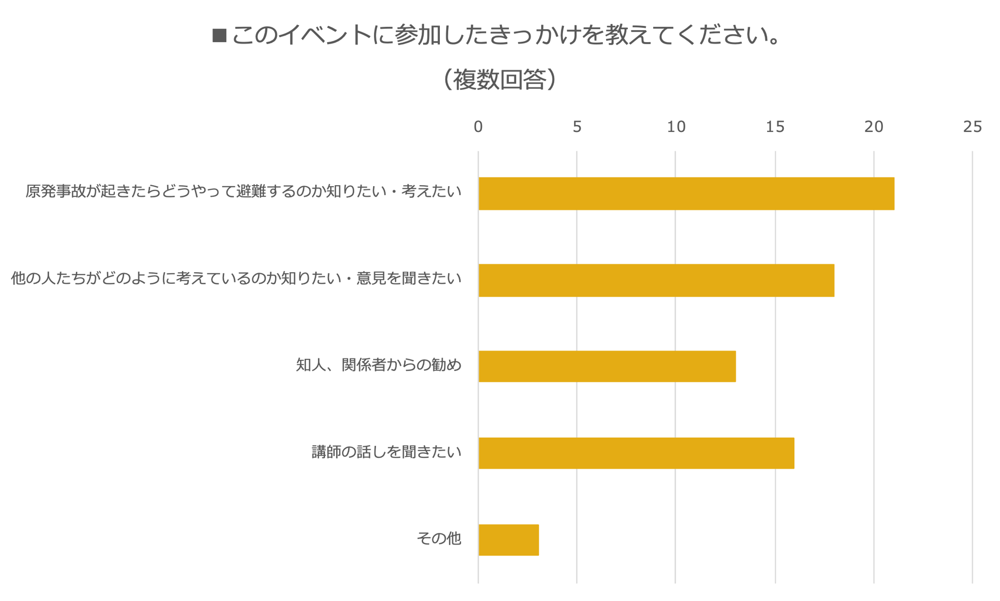 ■このイベントに参加したきっかけを教えてください。
（複数回答）
0 5 10 15 20 25
原発事故が起きたらどうやって避難するのか知りたい・考えたい
他の人たちがどのように考えているのか知りたい・意見を聞きたい
知人、関係者からの勧め
講師の話しを聞きたい
その他